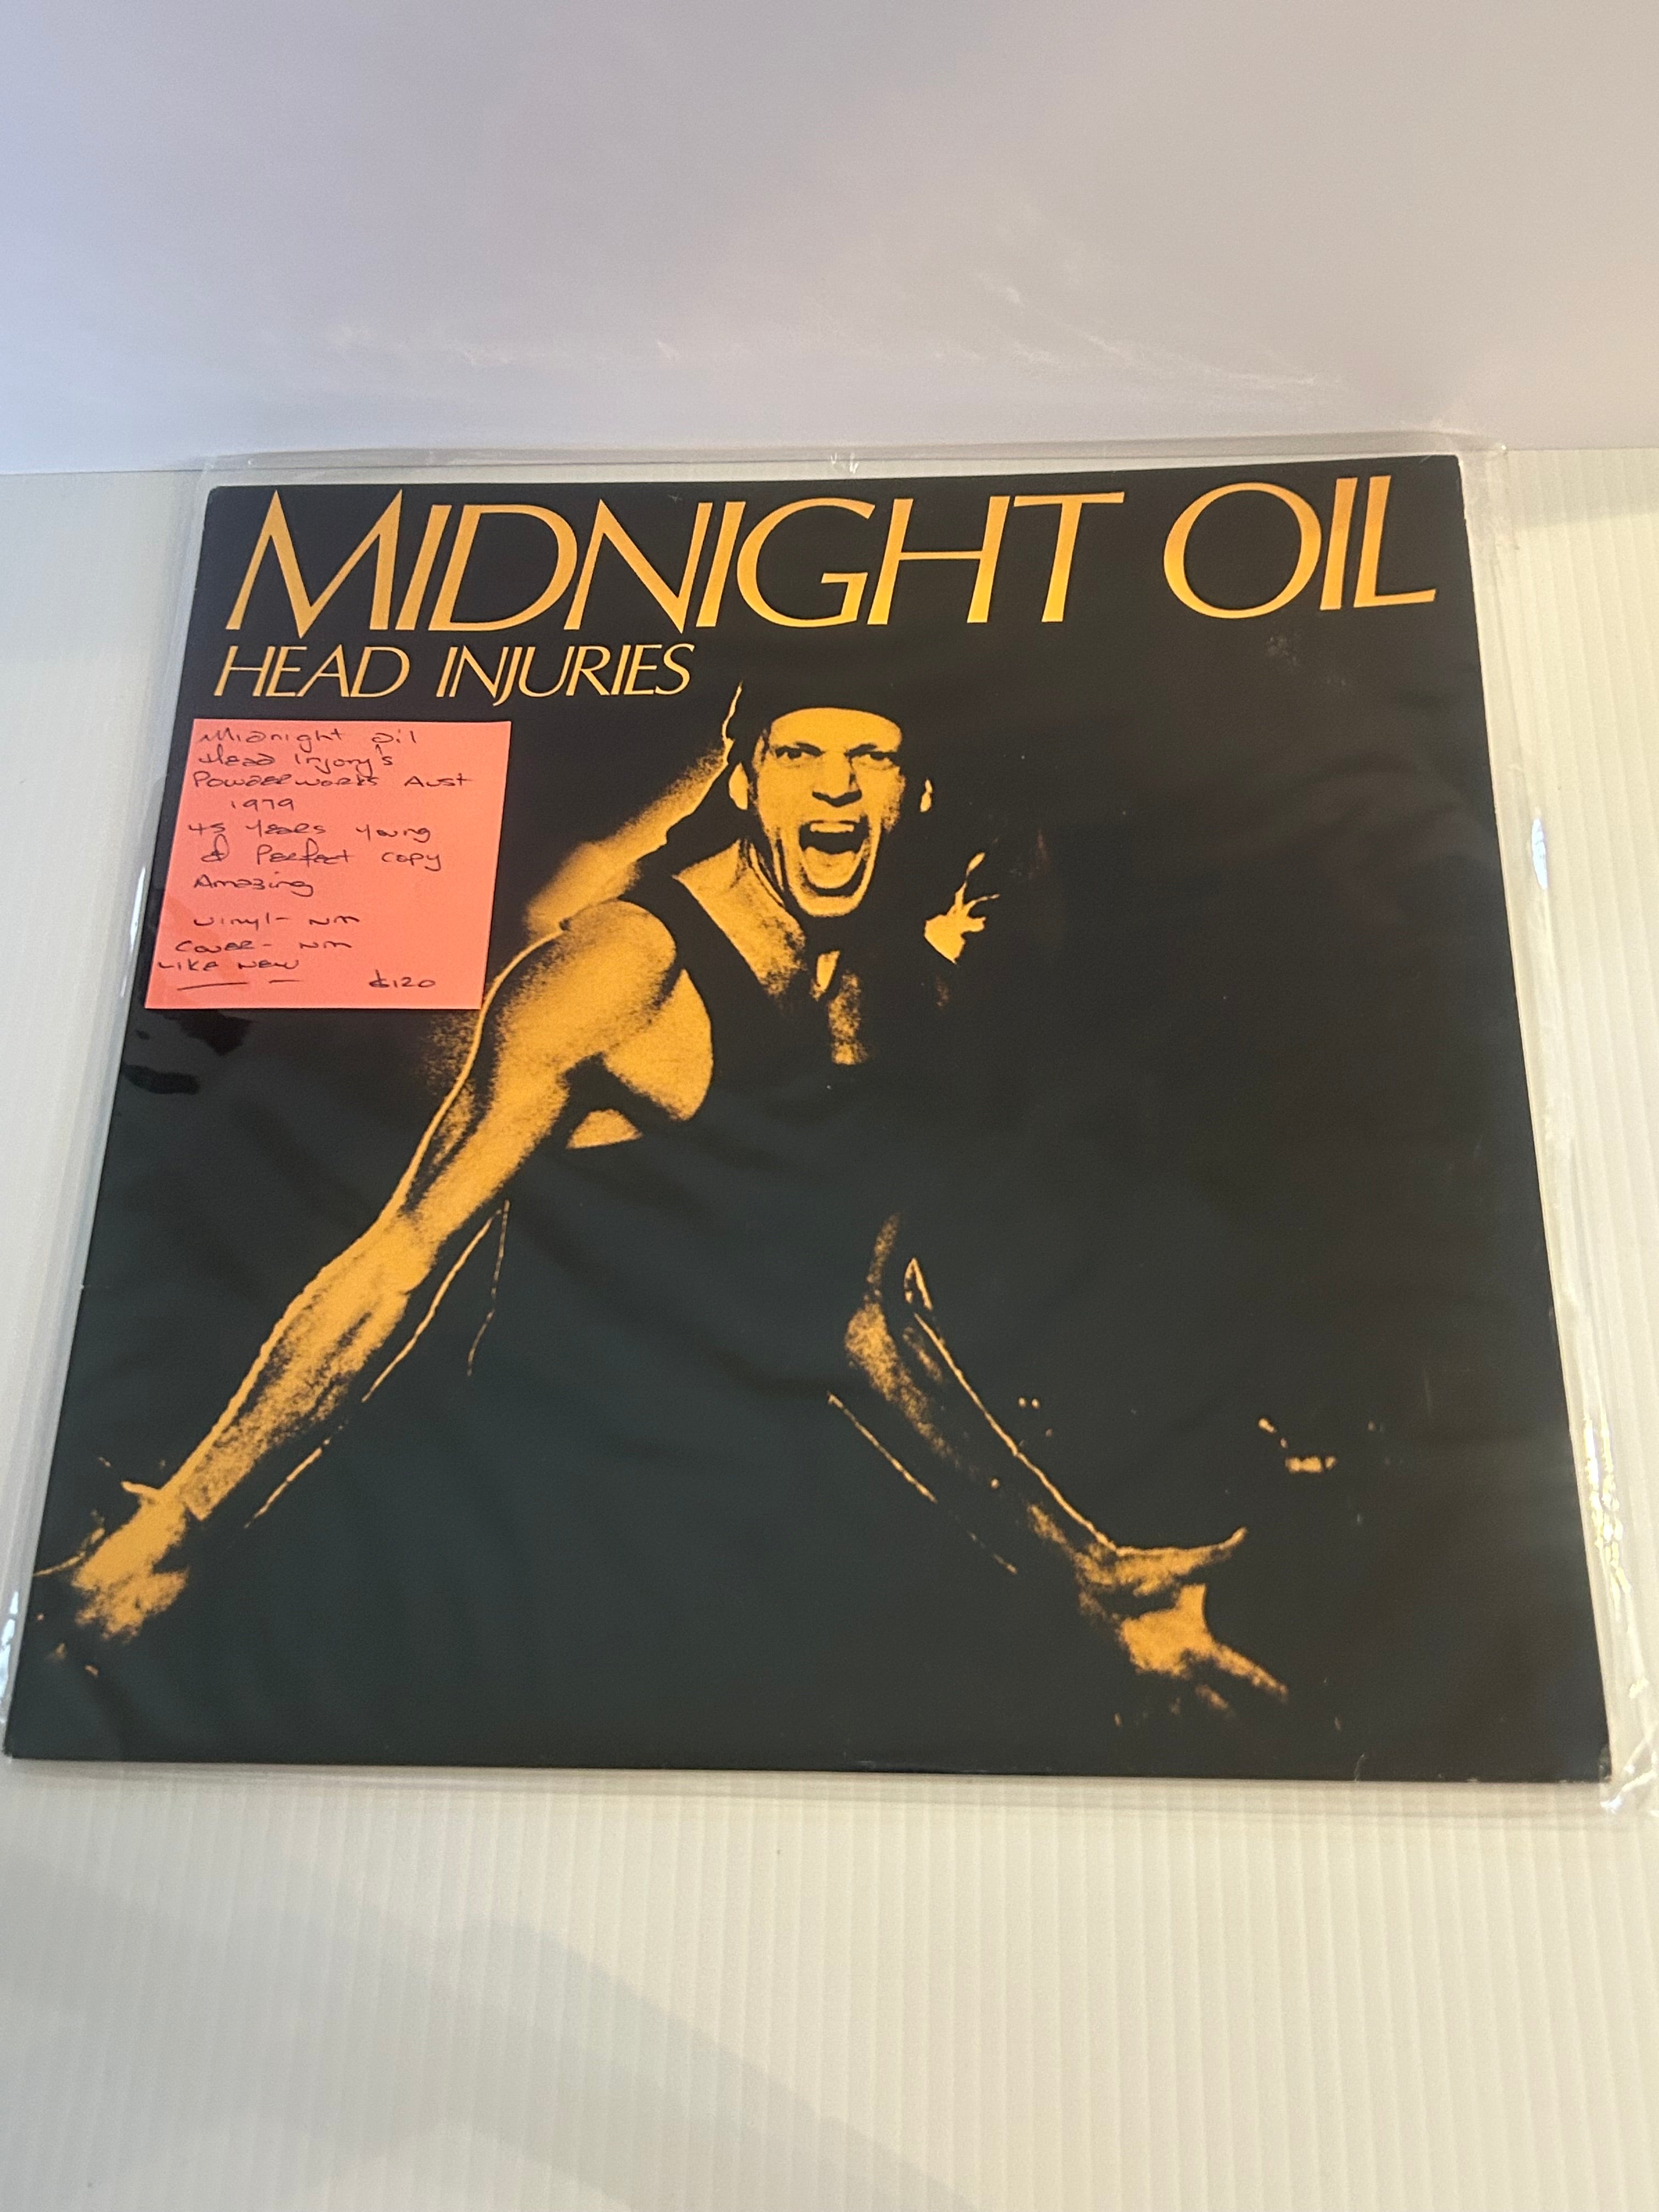 MIDNIGHT OIL
HEAD INJURIES
Midnight Oil
Head Injory's
Powderworks Aust
1979
45 Years Young
& Perfect copy
Amazing
Vinyl - NM
Cover - NM
LIKE NEW
$120